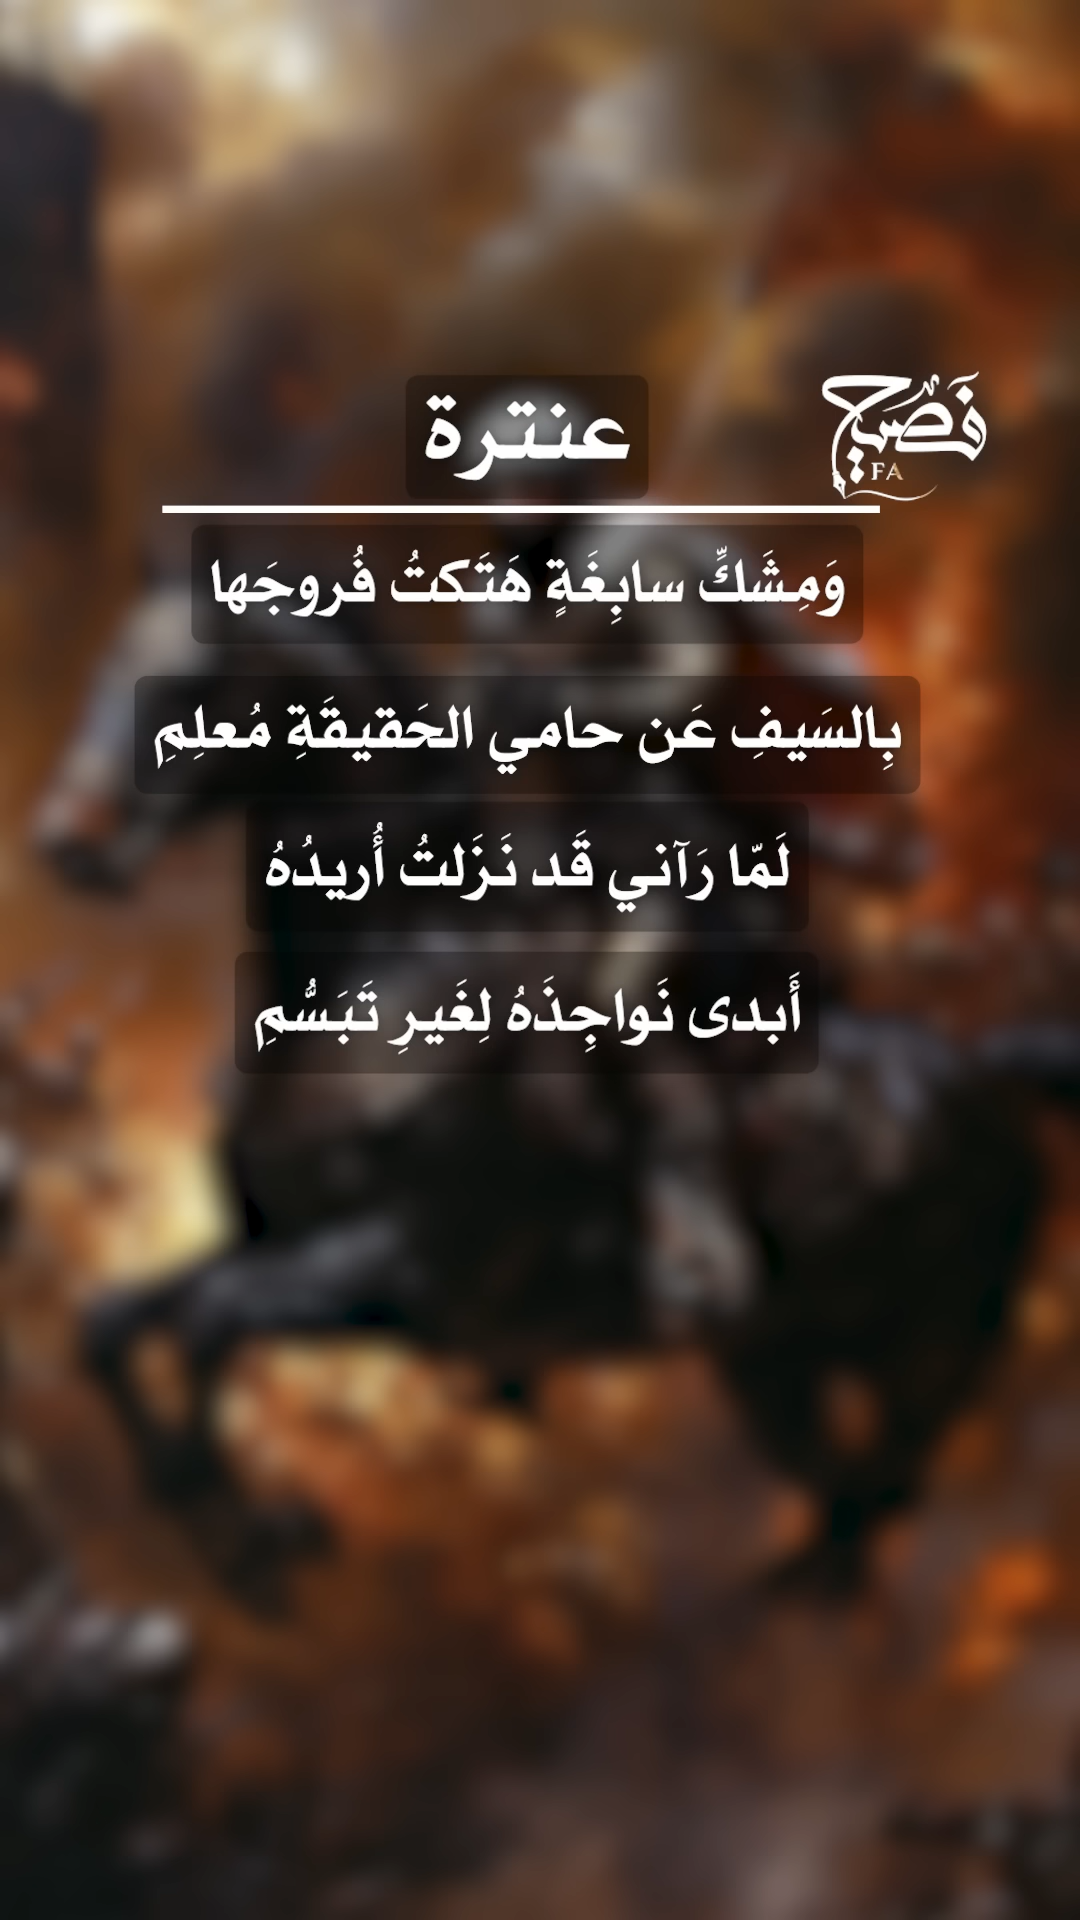 عنترة
فَصيح
FA
وَمِشَكِّ سابِغَةٍ هَتَكتُ فُروجَها
بِالسَيفِ عَن حامي الحَقيقَةِ مُعلِمِ
لَمّا رَآني قَد نَزَلتُ أُريدُهُ
أَبدى نَواجِذَهُ لِغَيرِ تَبَسُّمِ